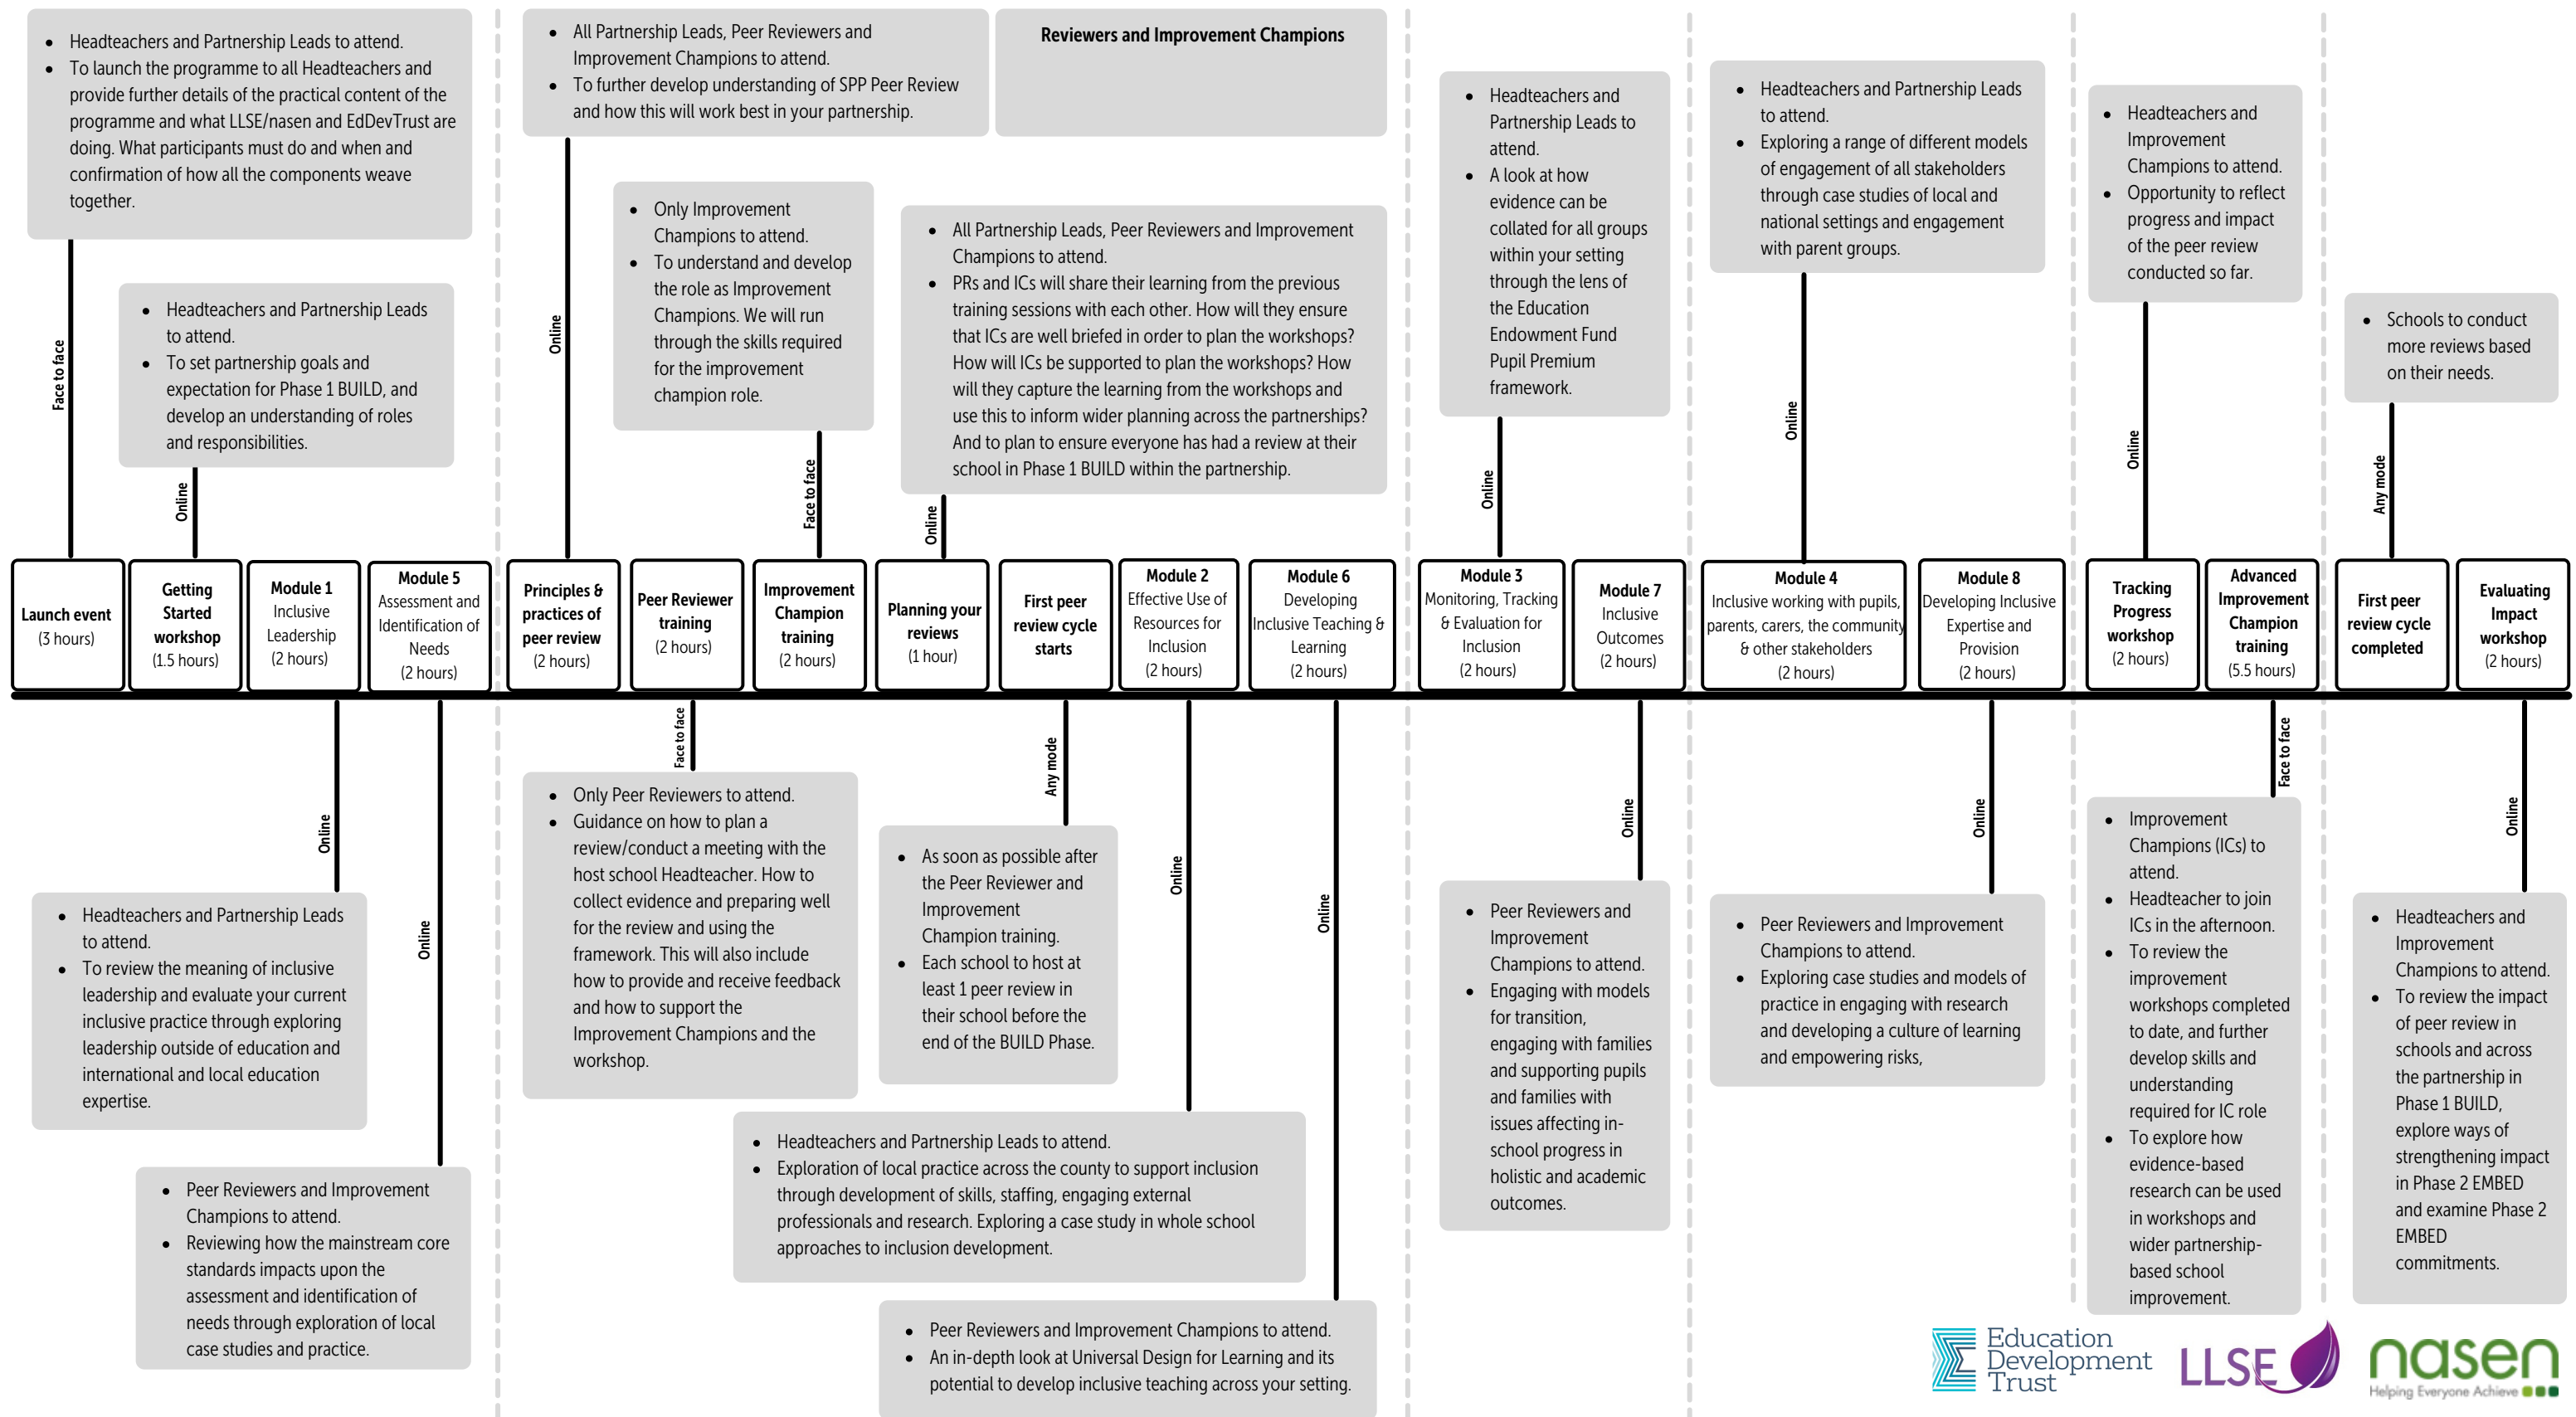 Headteachers and Partnership Leads to attend.
To launch the programme to all Headteachers and
provide further details of the practical content of the
programme and what LLSE/nasen and EdDevTrust are
doing. What participants must do and when and
confirmation of how all the components weave
together.
Face to face
Headteachers and Partnership Leads
to attend.
To set partnership goals and
expectation for Phase 1 BUILD, and
develop an understanding of roles
and responsibilities.
Online
All Partnership Leads, Peer Reviewers and
Improvement Champions to attend.
To further develop understanding of SPP Peer Review
and how this will work best in your partnership.
Online
Reviewers and Improvement Champions
Only Improvement
Champions to attend.
To understand and develop
the role as Improvement
Champions. We will run
through the skills required
for the improvement
champion role.
Face to face
All Partnership Leads, Peer Reviewers and Improvement
Champions to attend.
PRs and ICs will share their learning from the previous
training sessions with each other. How will they ensure
that ICs are well briefed in order to plan the workshops?
How will ICs be supported to plan the workshops? How
will they capture the learning from the workshops and
use this to inform wider planning across the partnerships?
And to plan to ensure everyone has had a review at their
school in Phase 1 BUILD within the partnership.
Online
Headteachers and
Partnership Leads to
attend.
A look at how
evidence can be
collated for all groups
within your setting
through the lens of
the Education
Endowment Fund
Pupil Premium
framework.
Online
Headteachers and Partnership Leads
to attend.
Exploring a range of different models
of engagement of all stakeholders
through case studies of local and
national settings and engagement
with parent groups.
Online
Headteachers and
Improvement
Champions to attend.
Opportunity to reflect
progress and impact
of the peer review
conducted so far.
Online
Schools to conduct
more reviews based
on their needs.
Any mode
Launch event
(3 hours)
Getting
Started
workshop
(1.5 hours)
Module 1
Inclusive
Leadership
(2 hours)
Module 5
Assessment and
Identification of
Needs
(2 hours)
Principles &
practices of
peer review
(2 hours)
Peer Reviewer
training
(2 hours)
Improvement
Champion
training
(2 hours)
Planning your
reviews
(1 hour)
First peer
review cycle
starts
Module 2
Effective Use of
Resources for
Inclusion
(2 hours)
Module 6
Developing
Inclusive Teaching &
Learning
(2 hours)
Module 3
Monitoring, Tracking
& Evaluation for
Inclusion
(2 hours)
Module 7
Inclusive
Outcomes
(2 hours)
Module 4
Inclusive working with pupils,
parents, carers, the community
& other stakeholders
(2 hours)
Module 8
Developing Inclusive
Expertise and
Provision
(2 hours)
Tracking
Progress
workshop
(2 hours)
Advanced
Improvement
Champion
training
(5.5 hours)
First peer
review cycle
completed
Evaluating
Impact
workshop
(2 hours)
Online
Headteachers and Partnership Leads
to attend.
To review the meaning of inclusive
leadership and evaluate your current
inclusive practice through exploring
leadership outside of education and
international and local education
expertise.
Online
Peer Reviewers and Improvement
Champions to attend.
Reviewing how the mainstream core
standards impacts upon the
assessment and identification of
needs through exploration of local
case studies and practice.
Face to face
Only Peer Reviewers to attend.
Guidance on how to plan a
review/conduct a meeting with the
host school Headteacher. How to
collect evidence and preparing well
for the review and using the
framework. This will also include
how to provide and receive feedback
and how to support the
Improvement Champions and the
workshop.
Any mode
As soon as possible after
the Peer Reviewer and
Improvement
Champion training.
Each school to host at
least 1 peer review in
their school before the
end of the BUILD Phase.
Online
Headteachers and Partnership Leads to attend.
Exploration of local practice across the county to support inclusion
through development of skills, staffing, engaging external
professionals and research. Exploring a case study in whole school
approaches to inclusion development.
Online
Peer Reviewers and Improvement Champions to attend.
An in-depth look at Universal Design for Learning and its
potential to develop inclusive teaching across your setting.
Online
Peer Reviewers and
Improvement
Champions to attend.
Engaging with models
for transition,
engaging with families
and supporting pupils
and families with
issues affecting in-
school progress in
holistic and academic
outcomes.
Online
Peer Reviewers and Improvement
Champions to attend.
Exploring case studies and models of
practice in engaging with research
and developing a culture of learning
and empowering risks,
Face to face
Improvement
Champions (ICs) to
attend.
Headteacher to join
ICs in the afternoon.
To review the
improvement
workshops completed
to date, and further
develop skills and
understanding
required for IC role
To explore how
evidence-based
research can be used
in workshops and
wider partnership-
based school
improvement.
Online
Headteachers and
Improvement
Champions to attend.
To review the impact
of peer review in
schools and across
the partnership in
Phase 1 BUILD,
explore ways of
strengthening impact
in Phase 2 EMBED
and examine Phase 2
EMBED
commitments.
Education
Development
Trust
LLSE
nasen
Helping Everyone Achieve